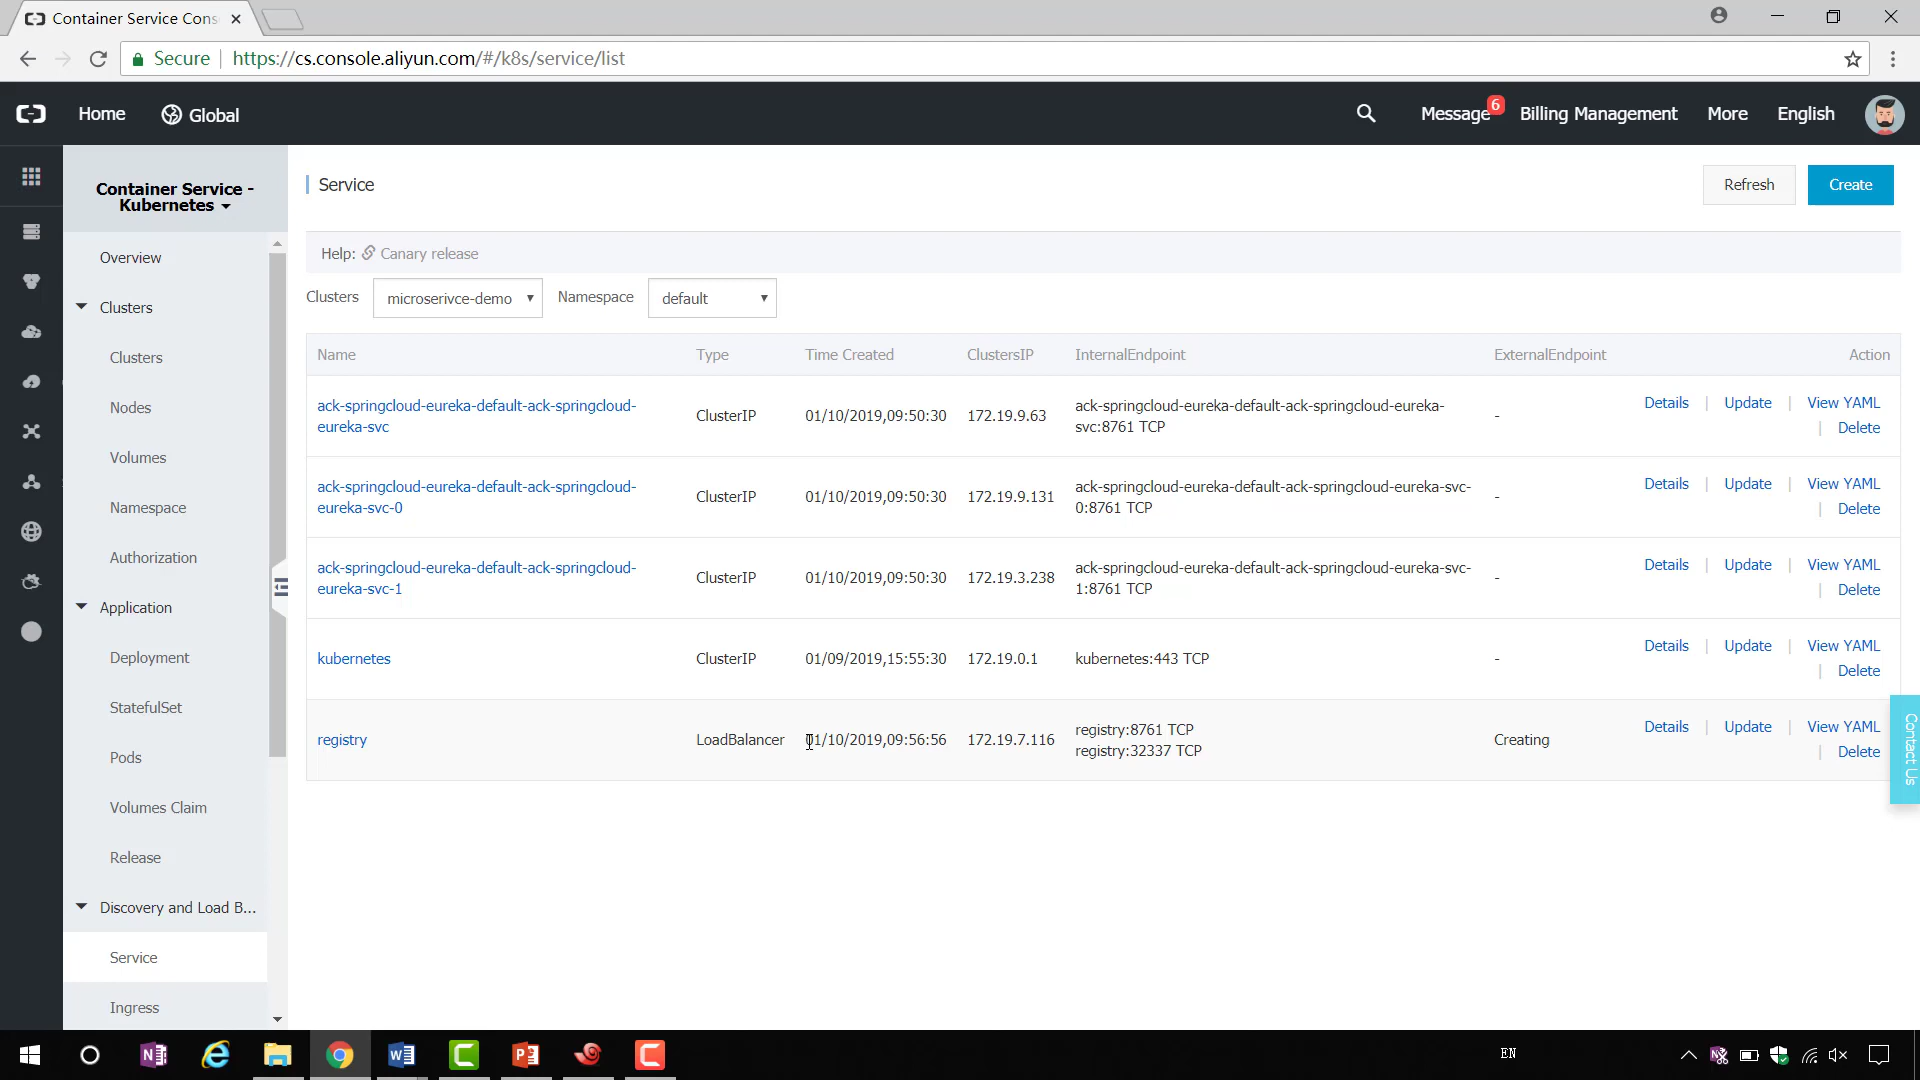 Container Service Cons
Secure
https://cs.console.aliyun.com/#/k8s/service/list
Home
Global
Message
6
Billing Management
More
English
Container Service -
Kubernetes
Overview
Clusters
Clusters
Nodes
Volumes
Namespace
Authorization
Application
Deployment
StatefulSet
Pods
Volumes Claim
Release
Discovery and Load B...
Service
Ingress
Service
Refresh
Create
Help: Canary release
Clusters
microserivce-demo
Namespace
default
Name
Type
Time Created
ClustersIP
InternalEndpoint
ExternalEndpoint
Action
ack-springcloud-eureka-default-ack-springcloud-
eureka-svc
ClusterIP
01/10/2019,09:50:30
172.19.9.63
ack-springcloud-eureka-default-ack-springcloud-eureka-
svc:8761 TCP
-
Details | Update | View YAML
| Delete
ack-springcloud-eureka-default-ack-springcloud-
eureka-svc-0
ClusterIP
01/10/2019,09:50:30
172.19.9.131
ack-springcloud-eureka-default-ack-springcloud-eureka-svc-
0:8761 TCP
-
Details | Update | View YAML
| Delete
ack-springcloud-eureka-default-ack-springcloud-
eureka-svc-1
ClusterIP
01/10/2019,09:50:30
172.19.3.238
ack-springcloud-eureka-default-ack-springcloud-eureka-svc-
1:8761 TCP
-
Details | Update | View YAML
| Delete
kubernetes
ClusterIP
01/09/2019,15:55:30
172.19.0.1
kubernetes:443 TCP
-
Details | Update | View YAML
| Delete
registry
LoadBalancer
01/10/2019,09:56:56
172.19.7.116
registry:8761 TCP
registry:32337 TCP
Creating
Details | Update | View YAML
| Delete
Contact Us
EN